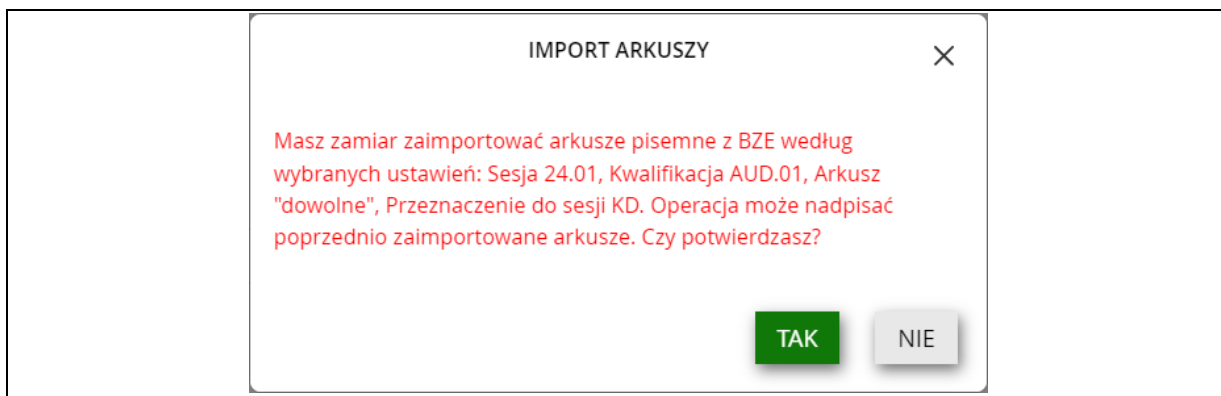 IMPORT ARKUSZY
Masz zamiar zaimportować arkusze pisemne z BZE według
wybranych ustawień: Sesja 24.01, Kwalifikacja AUD.01, Arkusz
"dowolne", Przeznaczenie do sesji KD. Operacja może nadpisać
poprzednio zaimportowane arkusze. Czy potwierdzasz?
TAK NIE